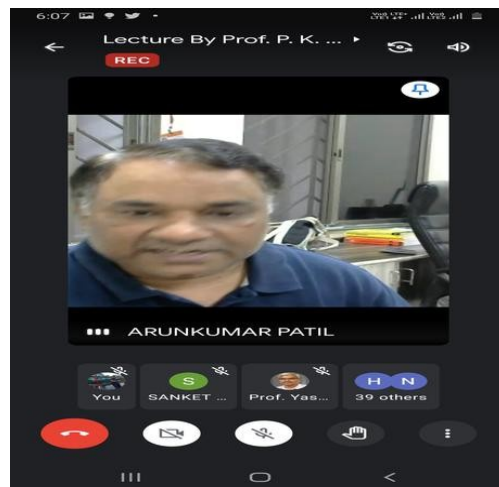 6:07
Lecture By Prof. P. K. ...
REC
ARUNKUMAR PATIL
S
H N
You
SANKET ...
Prof. Yas...
39 others